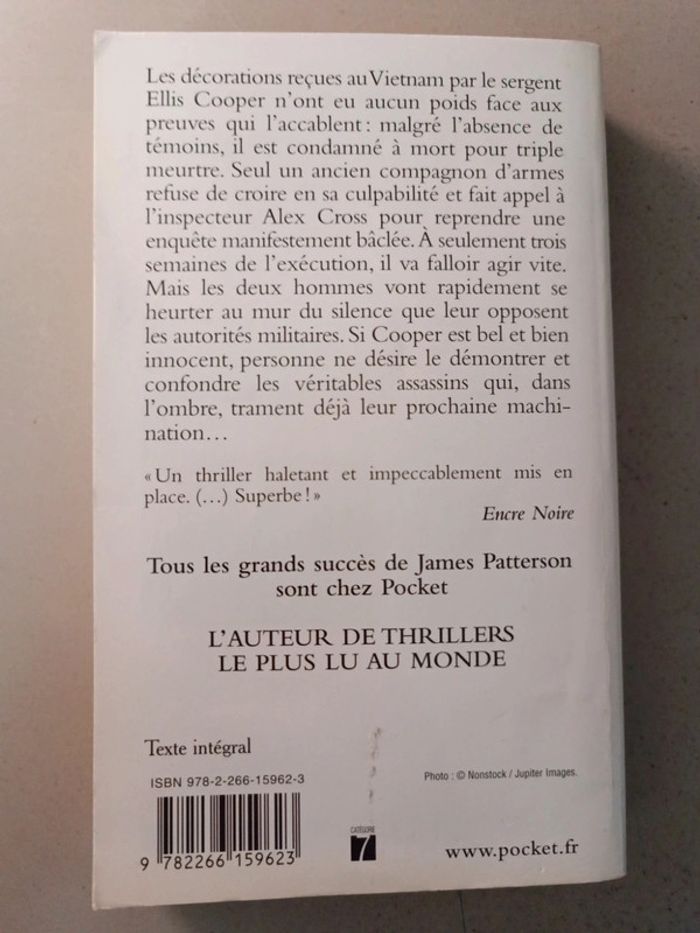 Les décorations reçues au Vietnam par le sergent
Ellis Cooper n'ont eu aucun poids face aux
preuves qui l'accablent : malgré l'absence de
témoins, il est condamné à mort pour triple
meurtre. Seul un ancien compagnon d'armes
refuse de croire en sa culpabilité et fait appel à
l'inspecteur Alex Cross pour reprendre une
enquête manifestement bâclée. À seulement trois
semaines de l'exécution, il va falloir agir vite.
Mais les deux hommes vont rapidement se
heurter au mur du silence que leur opposent
les autorités militaires. Si Cooper est bel et bien
innocent, personne ne désire le démontrer et
confondre les véritables assassins qui, dans
l'ombre, trament déjà leur prochaine machi-
nation…
« Un thriller haletant et impeccablement mis en
place. (…) Superbe ! »
Encre Noire
Tous les grands succès de James Patterson
sont chez Pocket
L'AUTEUR DE THRILLERS
LE PLUS LU AU MONDE
Texte intégral
ISBN 978-2-266-15962-3
Photo : © Nonstock / Jupiter Images.
9 782266 159623
CATÉGORIE
7
www.pocket.fr